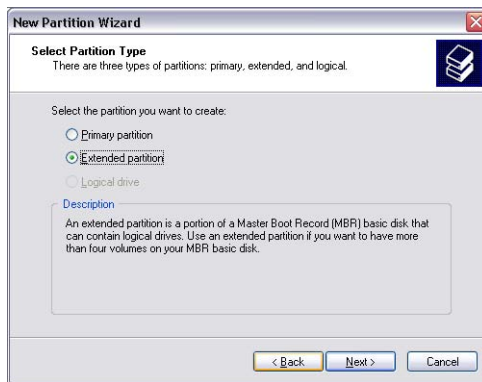 New Partition Wizard
Select Partition Type
There are three types of partitions: primary, extended, and logical.
Select the partition you want to create:
Primary partition
Extended partition
Logical drive
Description
An extended partition is a portion of a Master Boot Record (MBR) basic disk that
can contain logical drives. Use an extended partition if you want to have more
than four volumes on your MBR basic disk.
< Back Next > Cancel